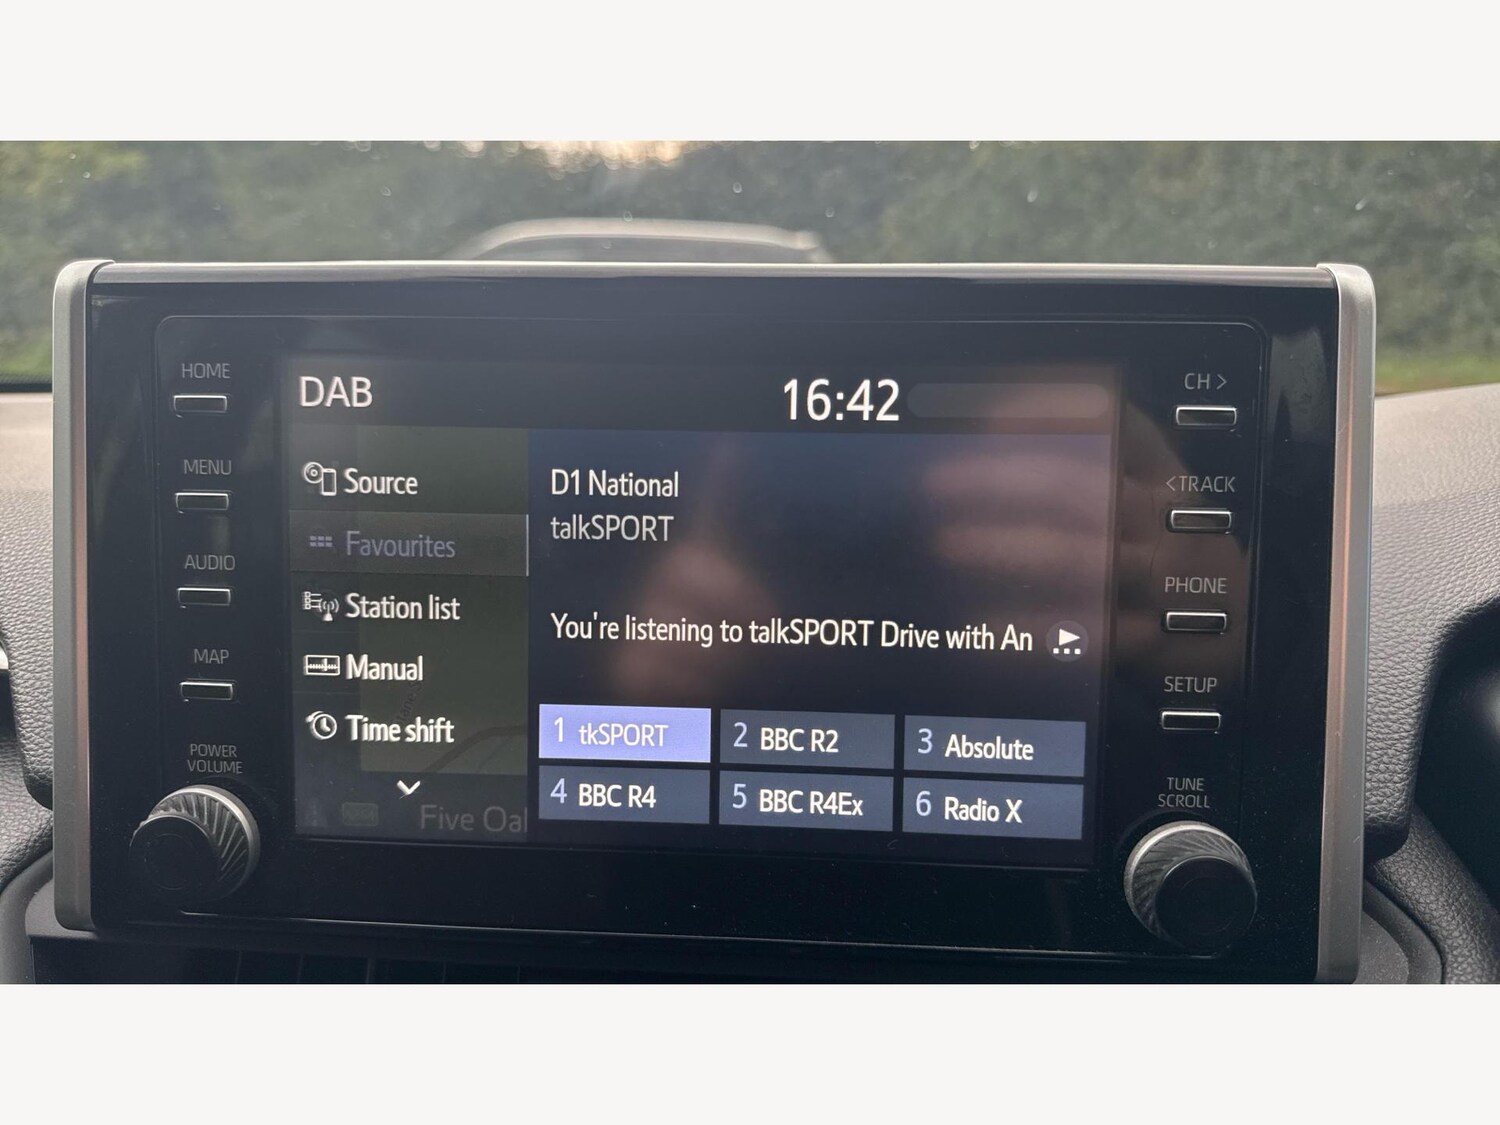 HOME
MENU
AUDIO
MAP
POWER
VOLUME
DAB
16:42
Source
Favourites
Station list
Manual
Time shift
Five Oa
D1 National
talkSPORT
You're listening to talkSPORT Drive with An
1 tkSPORT
2 BBC R2
3 Absolute
4 BBC R4
5 BBC R4Ex
6 Radio X
CH >
< TRACK
PHONE
SETUP
TUNE
SCROLL